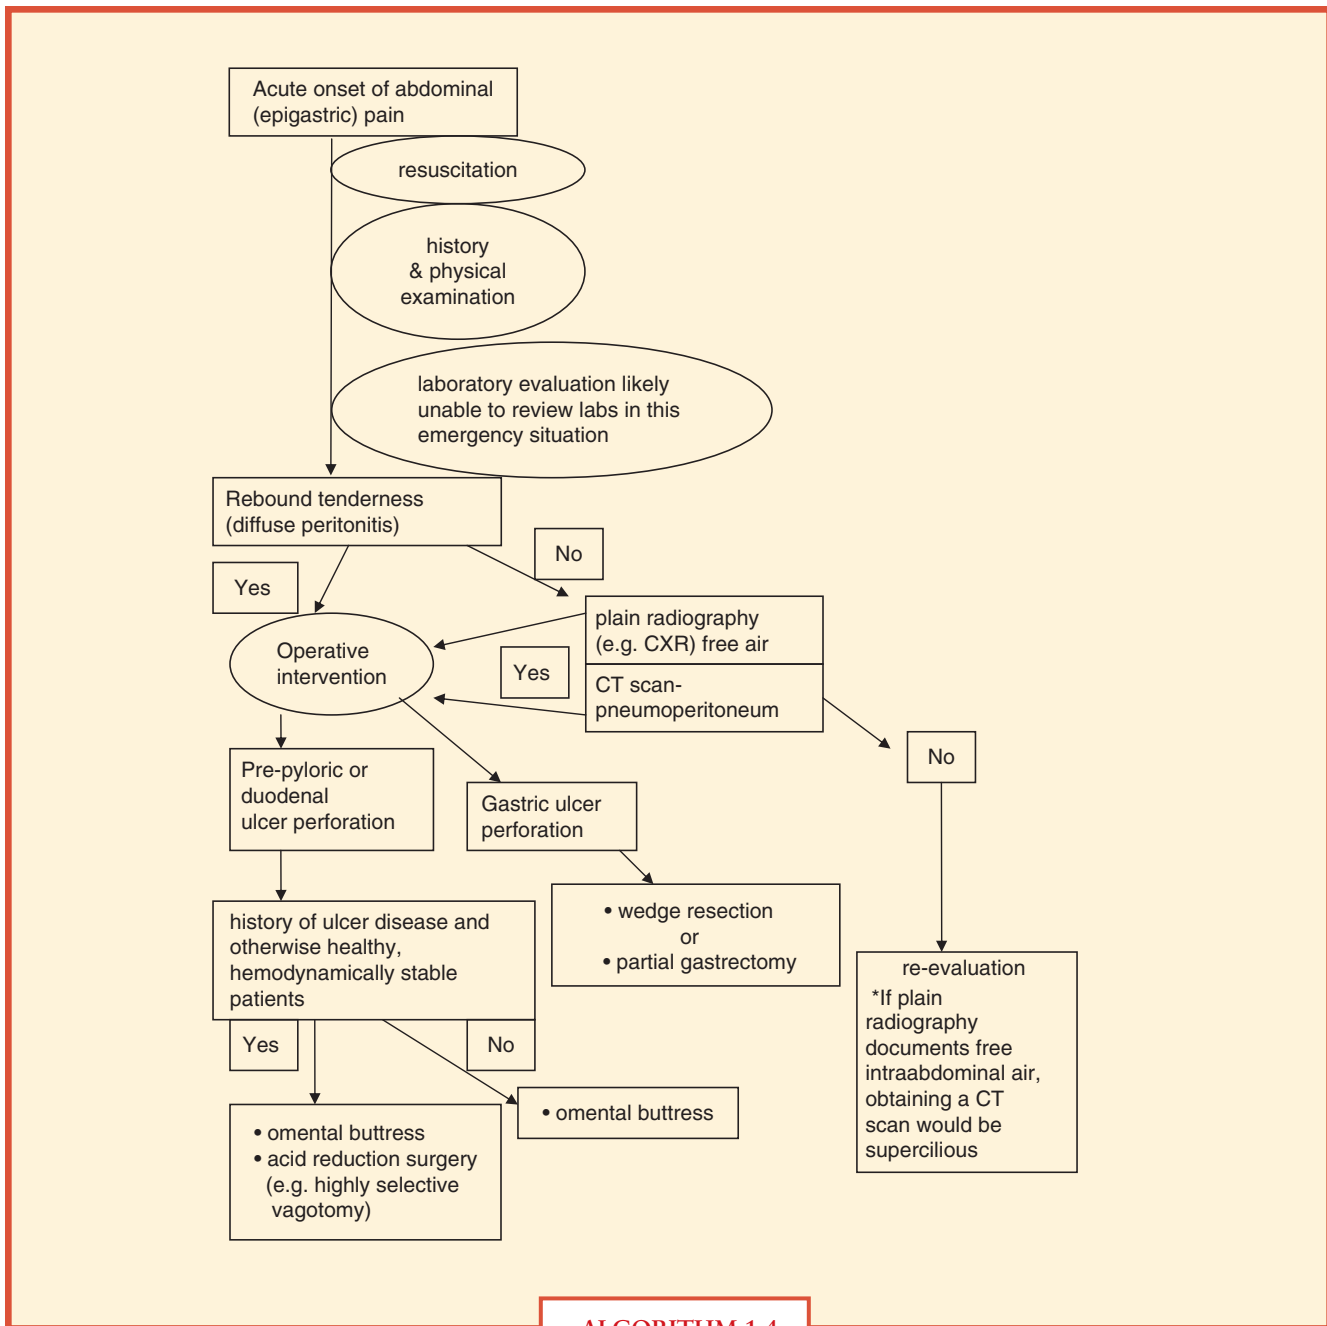 Acute onset of abdominal
(epigastric) pain
resuscitation
history
& physical
examination
laboratory evaluation likely
unable to review labs in this
emergency situation
Rebound tenderness
(diffuse peritonitis)
No
Yes
plain radiography
(e.g. CXR) free air
Operative
intervention
Yes
CT scan-
pneumoperitoneum
No
Pre-pyloric or
duodenal
ulcer perforation
Gastric ulcer
perforation
• wedge resection
or
• partial gastrectomy
history of ulcer disease and
otherwise healthy,
hemodynamically stable
patients
re-evaluation
*If plain
radiography
documents free
intraabdominal air,
obtaining a CT
scan would be
supercilious
Yes
No
• omental buttress
• omental buttress
• acid reduction surgery
(e.g. highly selective
vagotomy)
ALGORITHM 1-4